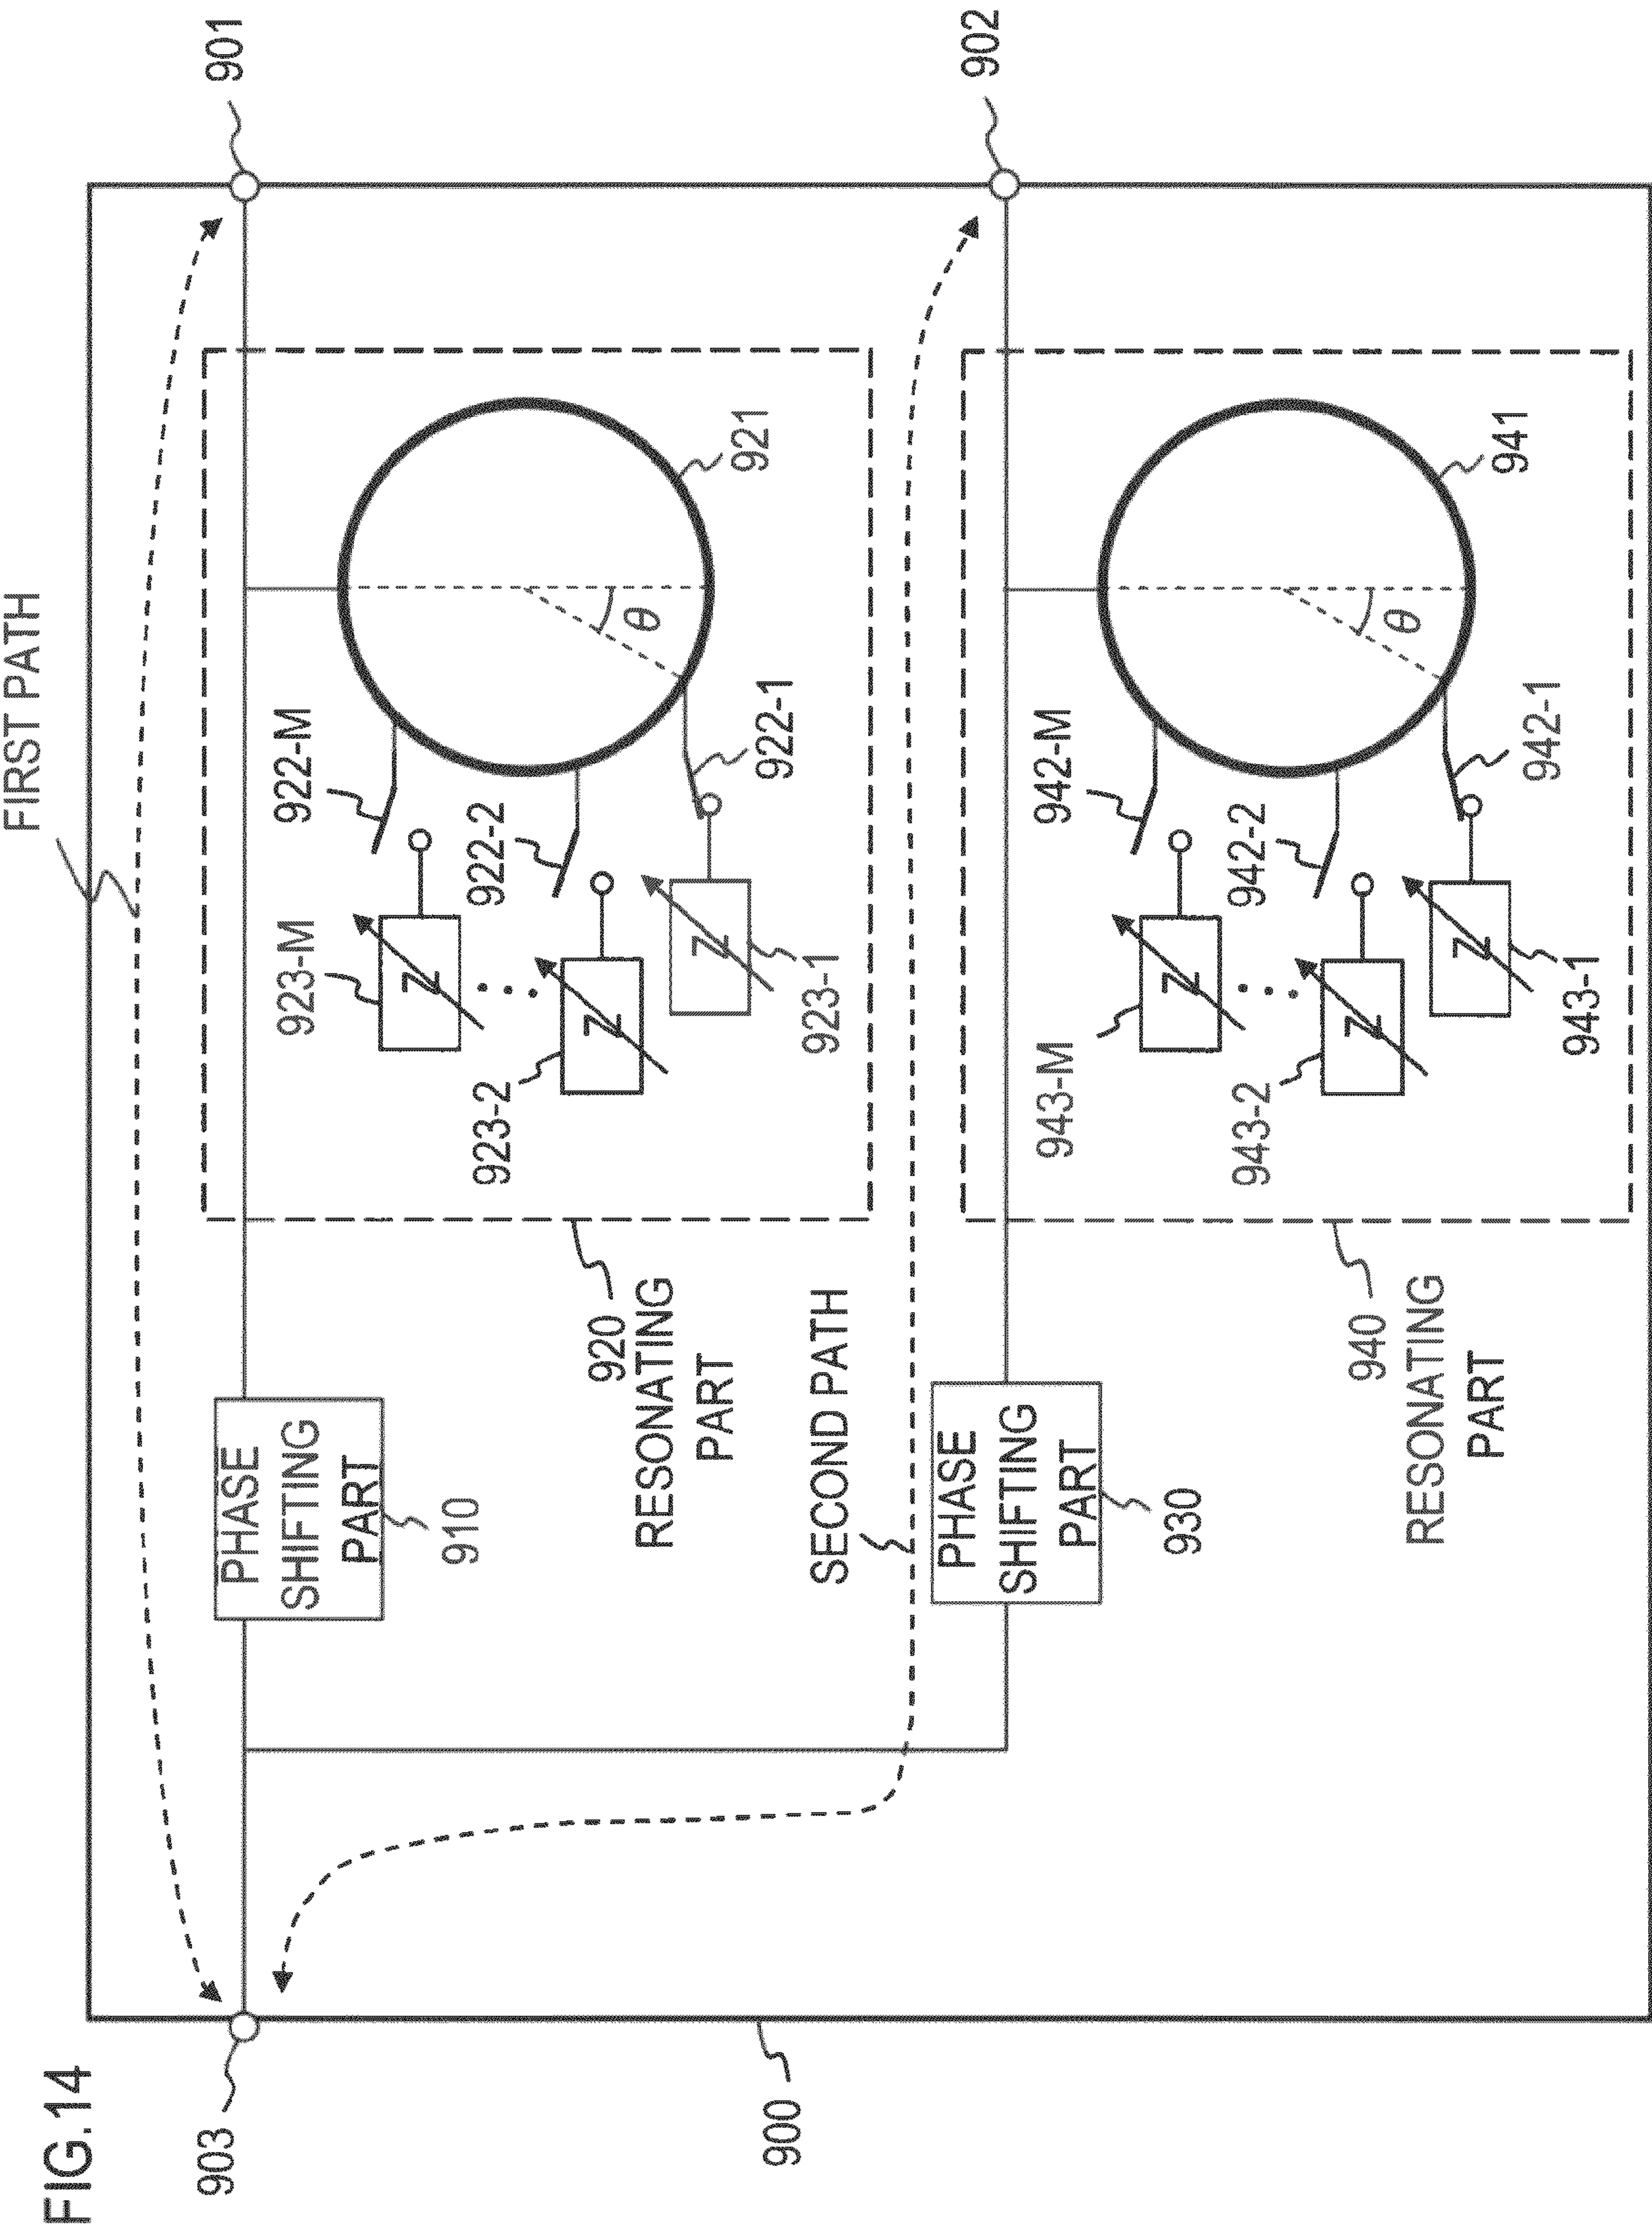 FIG.14
FIRST PATH
903
901
PHASE
SHIFTING
PART
910
922-M
923-M
922-2
923-2
922-1
923-1
Z
Z
Z
θ
921
920
RESONATING
PART
SECOND PATH
902
PHASE
SHIFTING
PART
930
942-M
943-M
942-2
943-2
942-1
943-1
Z
Z
Z
θ
941
940
RESONATING
PART
900